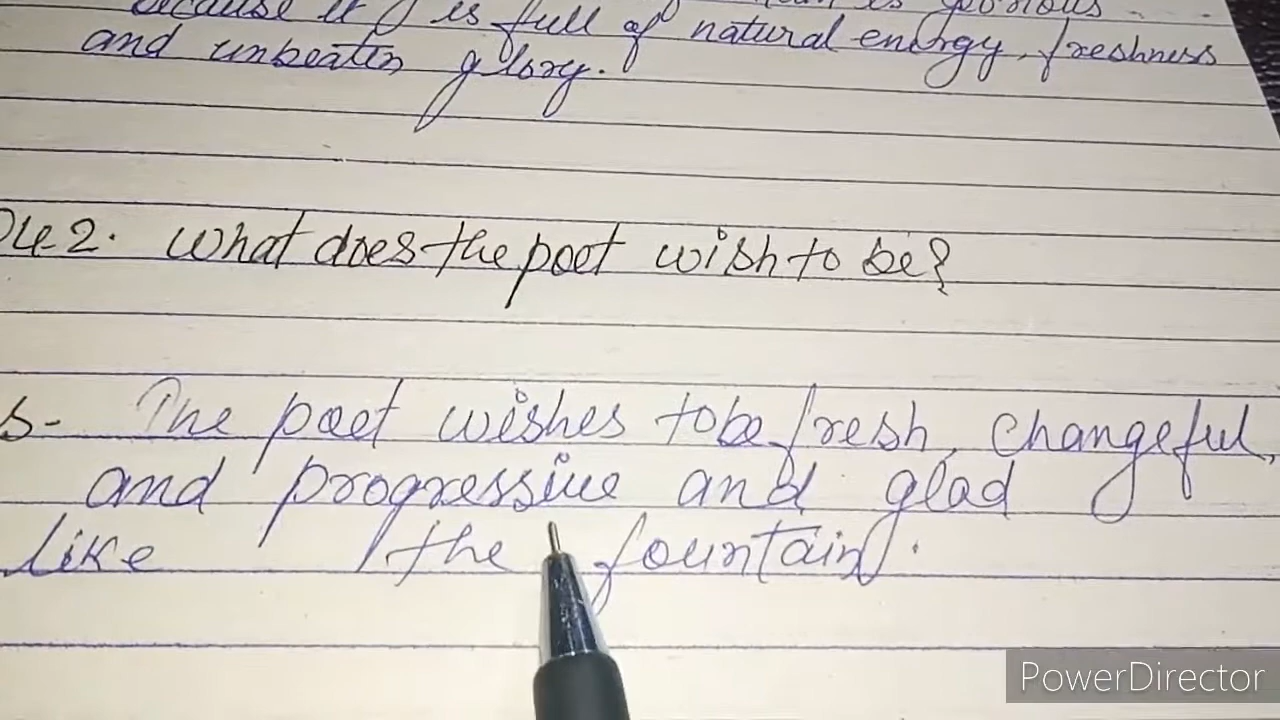 because it is full of natural energy, freshness
and unbeaten glory.
Que 2. What does the poet wish to be?
s- The poet wishes to be fresh, changeful,
and progressive and glad
like the fountain.
PowerDirector